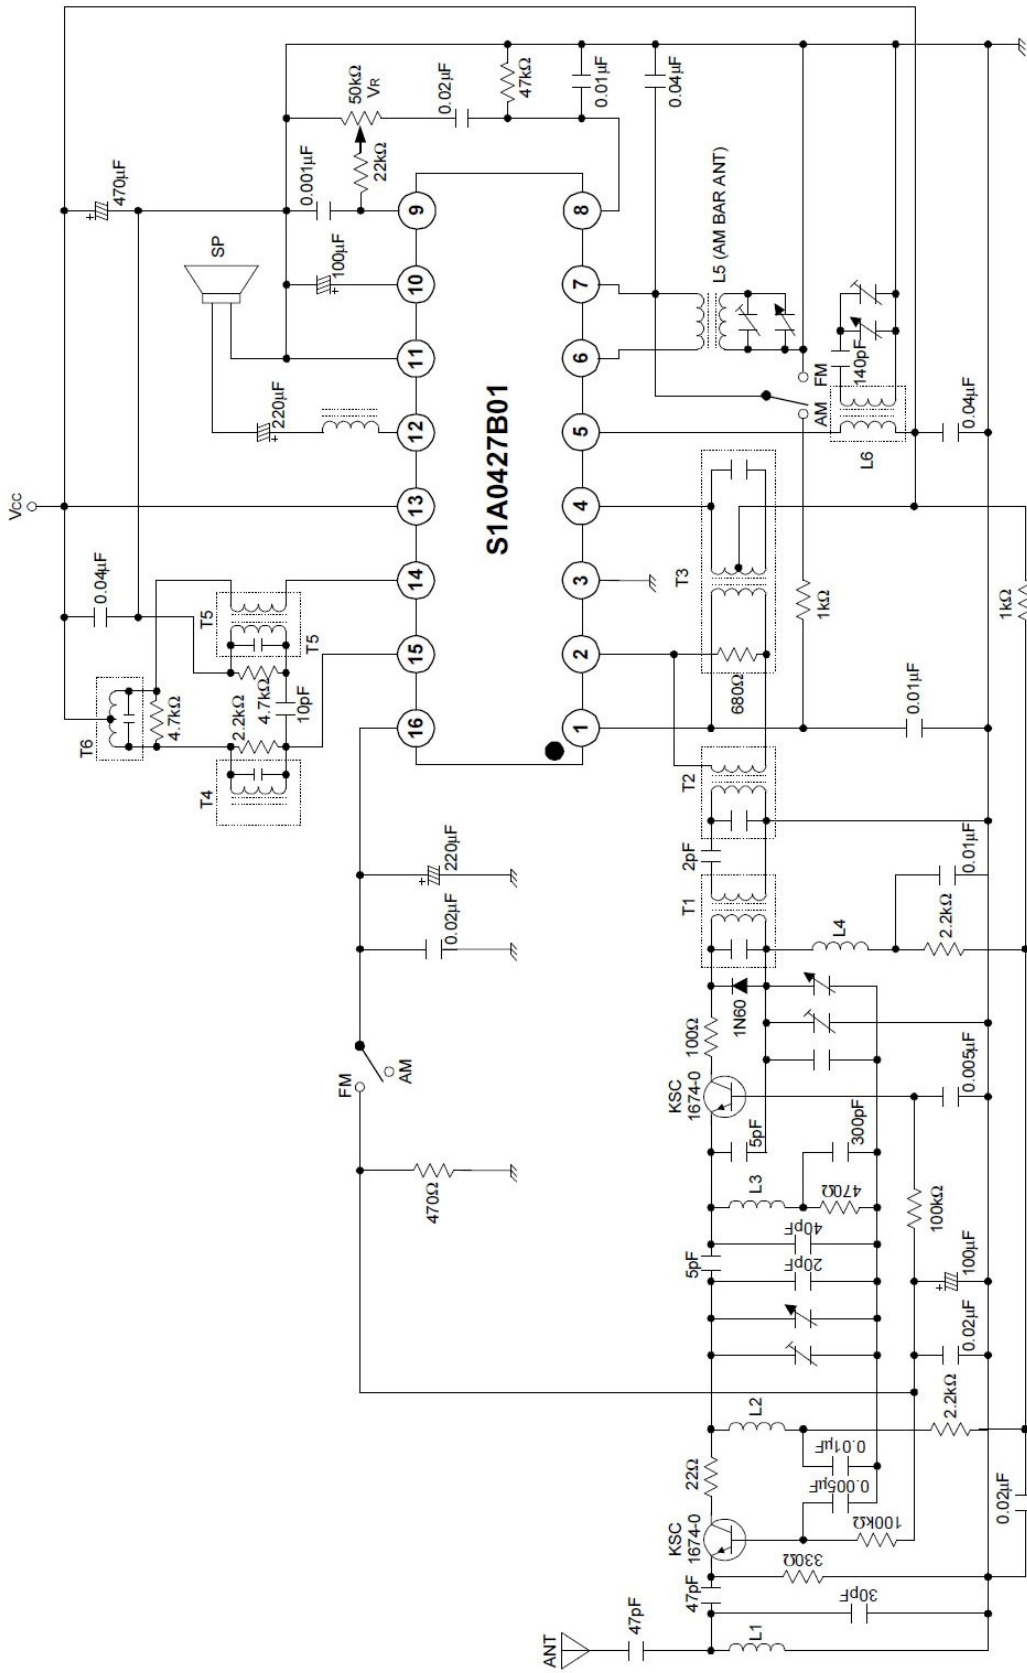 Vcc
T6
0.04µF
470µF
4.7kΩ
T4
T5
SP
2.2kΩ
4.7kΩ
220µF
10pF
T5
0.001µF
100µF
50kΩ
VR
22kΩ
0.02µF
16 15 14 13 12 11 10 9
FM
AM
470Ω
0.02µF
220µF
S1A0427B01
47kΩ
0.01µF
1 2 3 4 5 6 7 8
0.04µF
ANT
47pF
47pF
KSC
1674-0
22Ω
5pF
KSC
1674-0
100Ω
T1
2pF
T2
680Ω
T3
L5 (AM BAR ANT)
1N60
L1
330Ω
L2
20pF
40pF
L3
5pF
L4
1kΩ
AM
FM
30pF
100kΩ
0.005µF
0.01µF
470Ω
300pF
L6
140pF
2.2kΩ
0.02µF
100µF
100kΩ
0.005µF
2.2kΩ
0.01µF
0.01µF
0.04µF
0.02µF
1kΩ